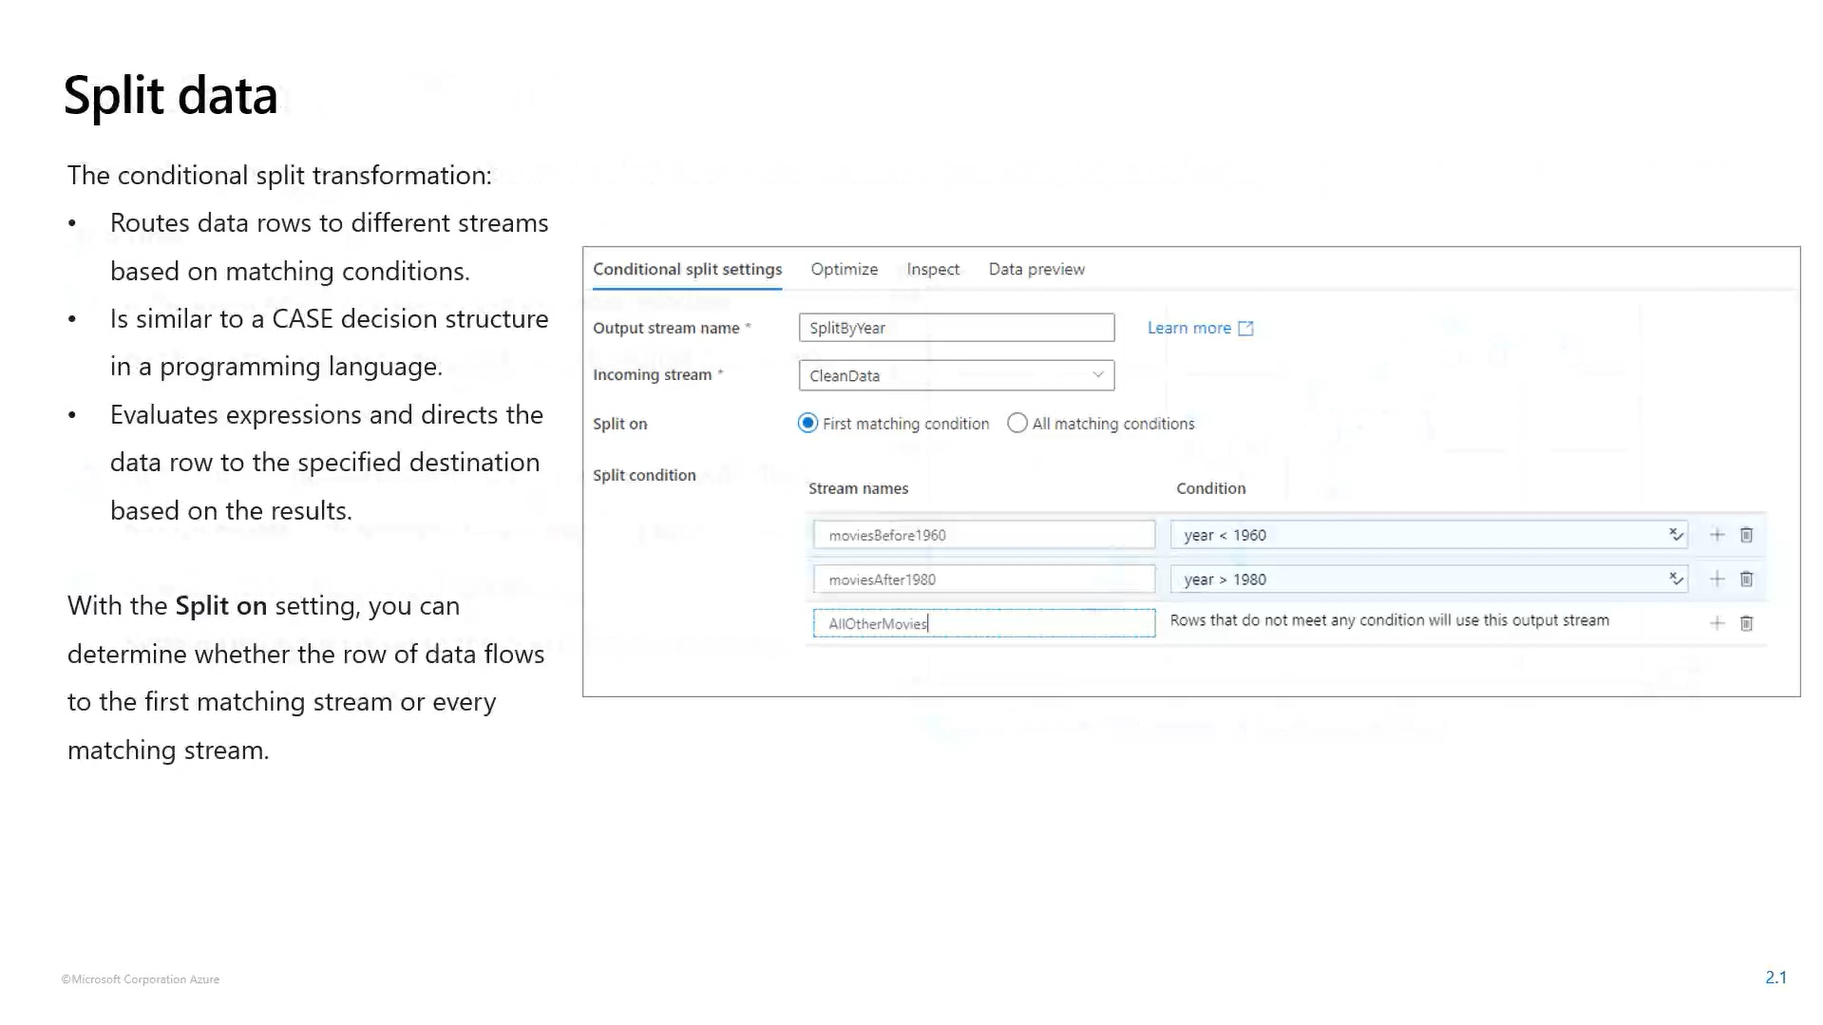 Split data
The conditional split transformation:
• Routes data rows to different streams
based on matching conditions.
• Is similar to a CASE decision structure
in a programming language.
• Evaluates expressions and directs the
data row to the specified destination
based on the results.
With the Split on setting, you can
determine whether the row of data flows
to the first matching stream or every
matching stream.
Conditional split settings Optimize Inspect Data preview
Output stream name * SplitByYear Learn more
Incoming stream * CleanData
Split on First matching condition All matching conditions
Split condition
Stream names Condition
moviesBefore1960 year < 1960
moviesAfter1980 year > 1980
AllOtherMovies Rows that do not meet any condition will use this output stream
©Microsoft Corporation Azure
2.1